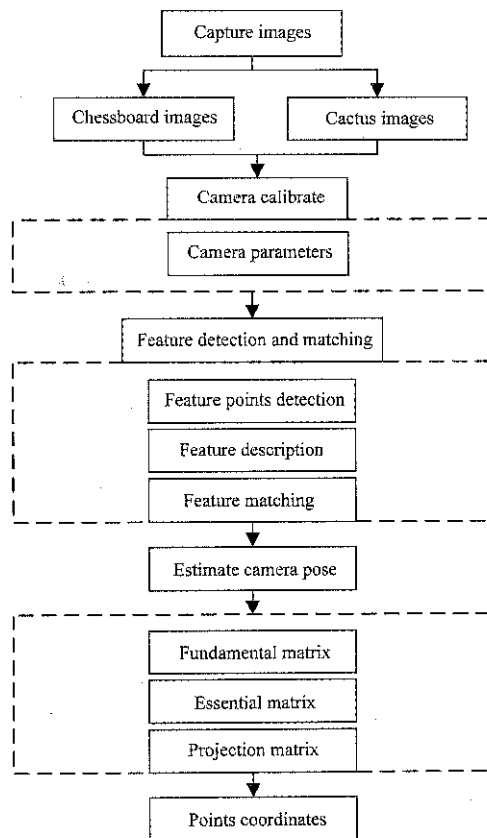 Capture images
Chessboard images
Cactus images
Camera calibrate
Camera parameters
Feature detection and matching
Feature points detection
Feature description
Feature matching
Estimate camera pose
Fundamental matrix
Essential matrix
Projection matrix
Points coordinates